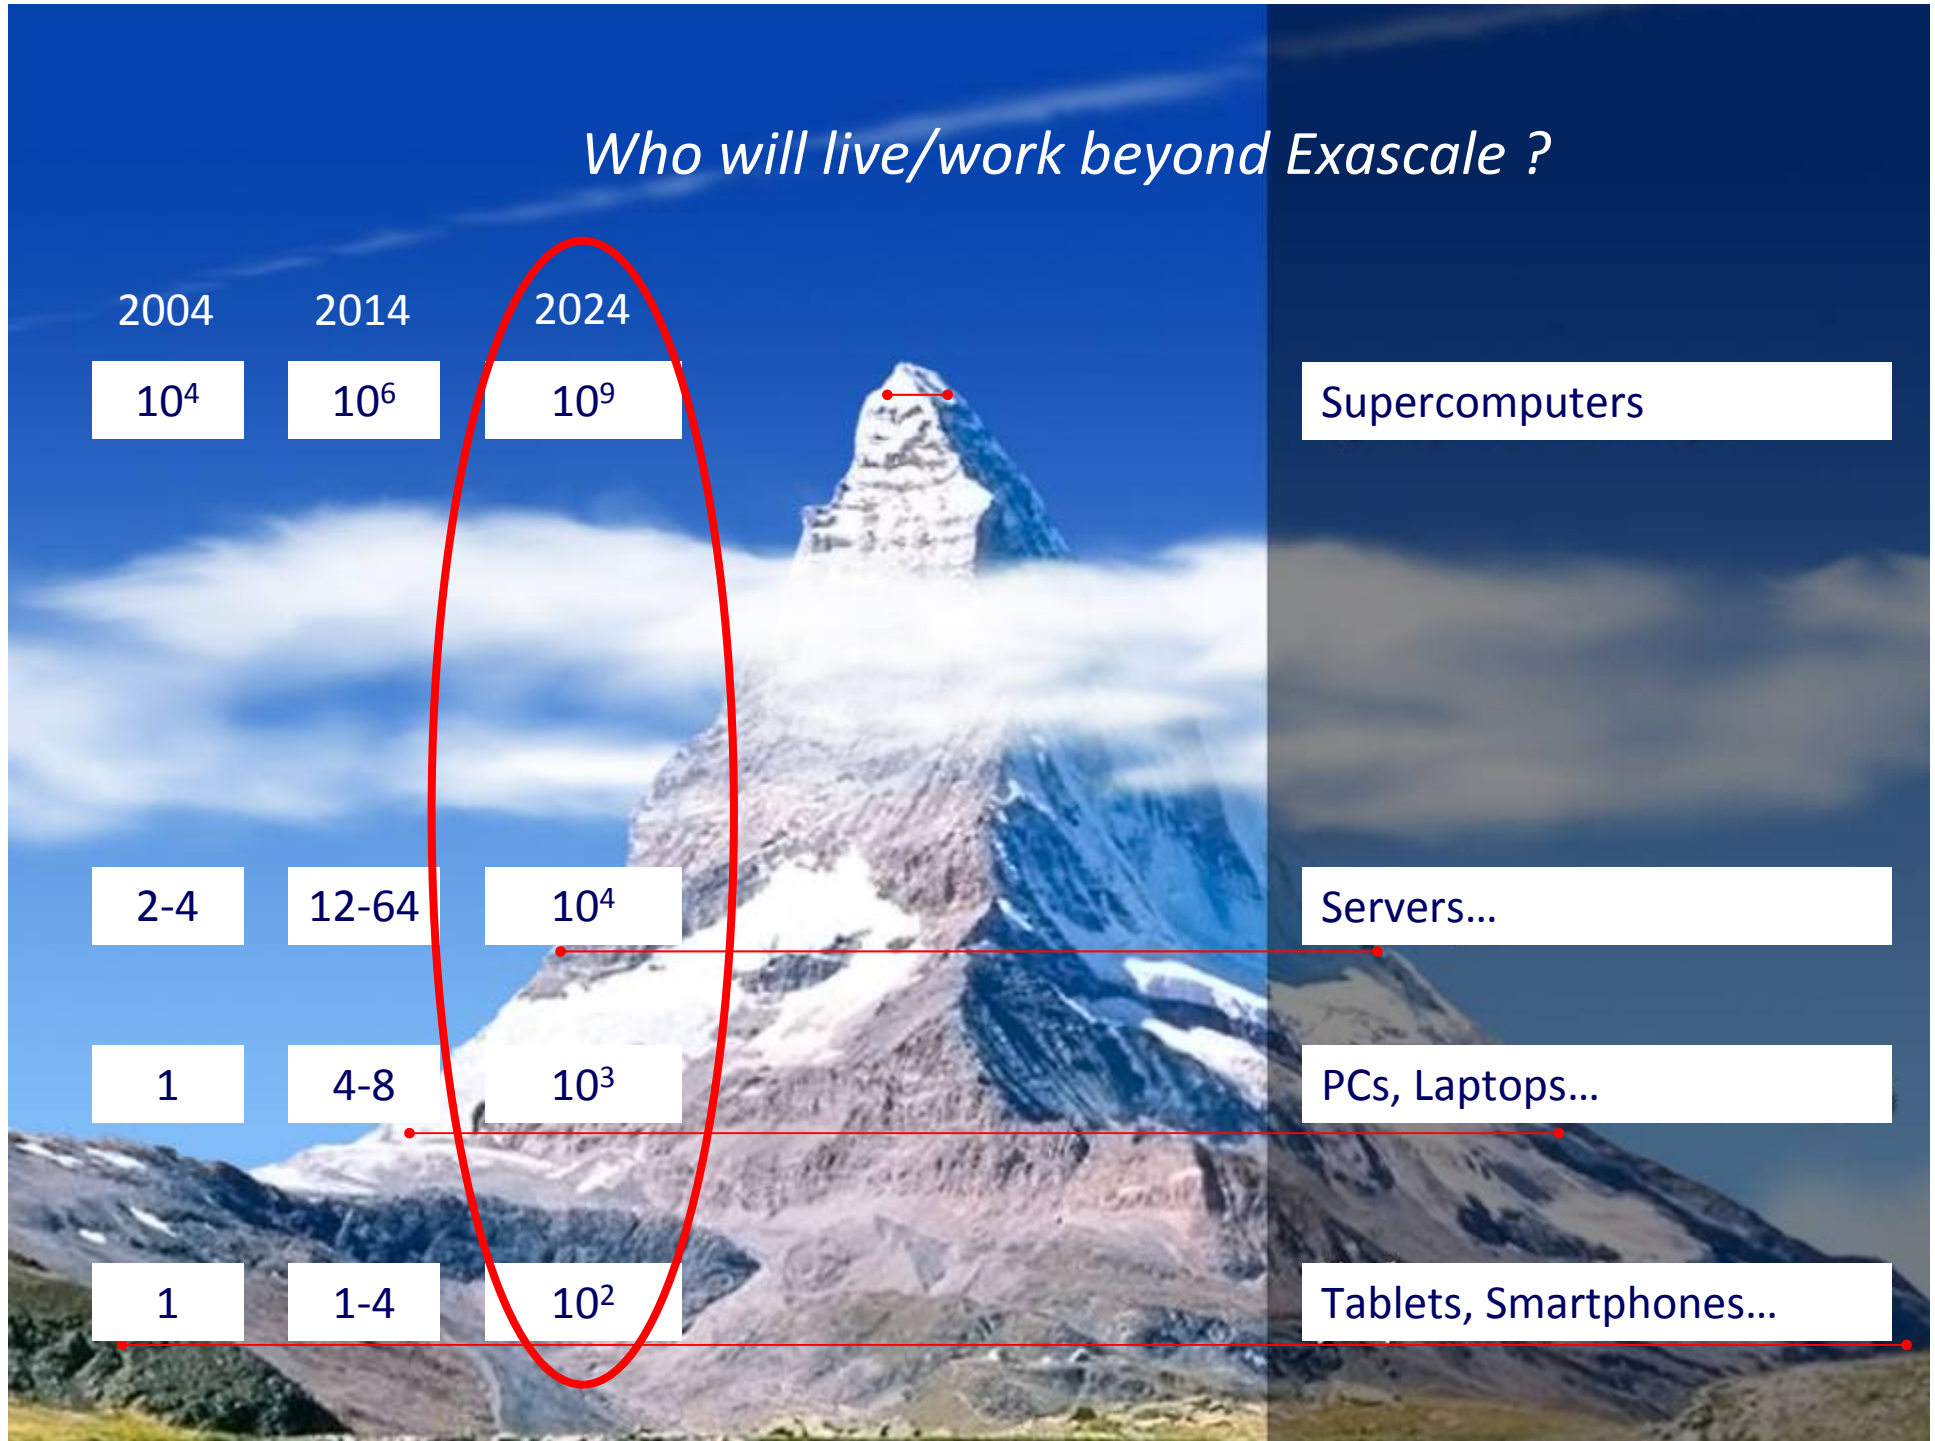 Who will live/work beyond Exascale ?
2004 2014 2024
10⁴ 10⁶ 10⁹ Supercomputers
2-4 12-64 10⁴ Servers…
1 4-8 10³ PCs, Laptops…
1 1-4 10² Tablets, Smartphones…